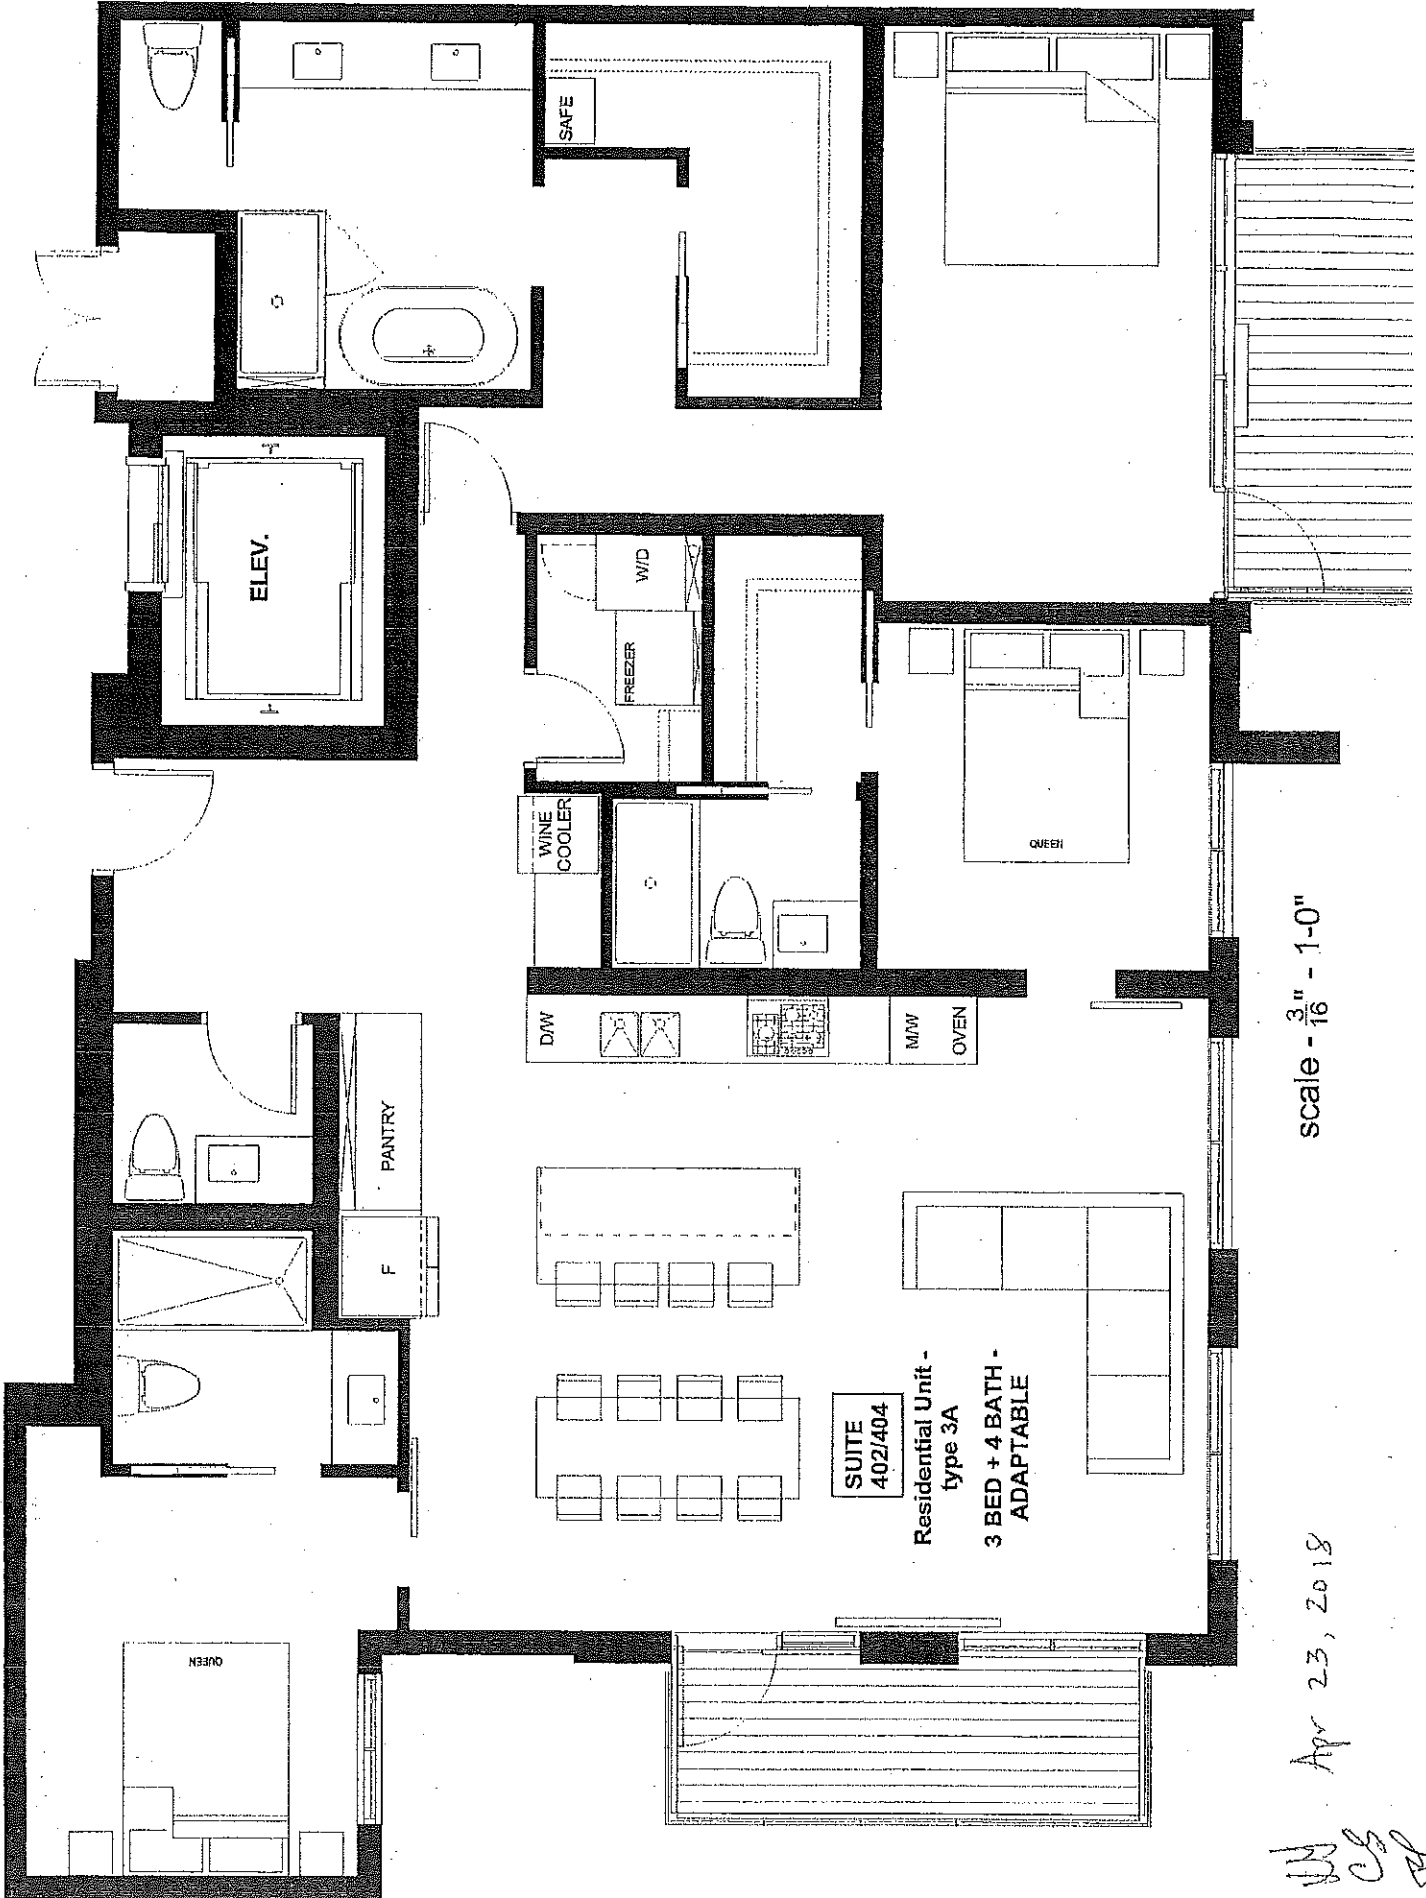 SAFE
ELEV.
W/D
FREEZER
WINE
COOLER
QUEEN
D/W
M/W
OVEN
PANTRY
F
SUITE
402/404
Residential Unit -
type 3A
3 BED + 4 BATH -
ADAPTABLE
QUEEN
scale - 3/16" - 1-0"
Apr 23, 2018